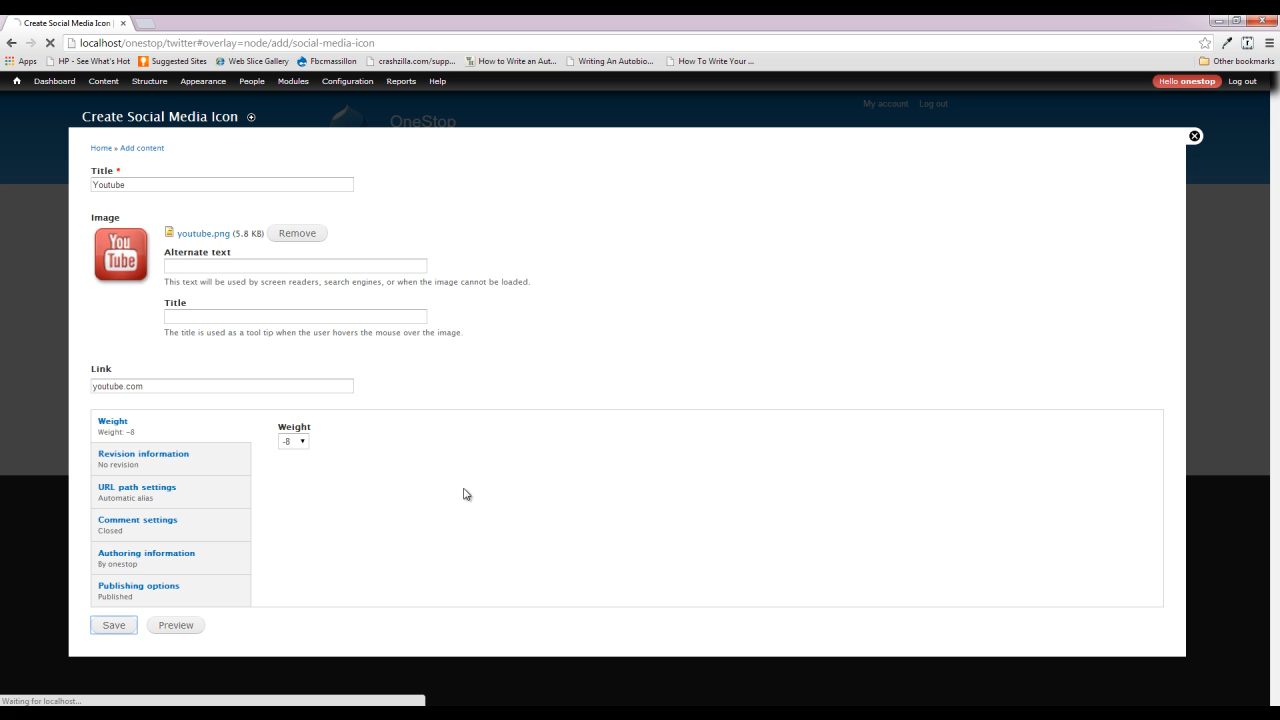 Create Social Media Icon
localhost/onestop/twitter#overlay=node/add/social-media-icon
Apps HP - See What's Hot Suggested Sites Web Slice Gallery Fbcmassillon crashzilla.com/supp... How to Write an Aut... Writing An Autobio... How To Write Your ... Other bookmarks
Dashboard Content Structure Appearance People Modules Configuration Reports Help Hello onestop Log out
My account Log out
Create Social Media Icon
OneStop
Home » Add content
Title *
Youtube
Image
You
Tube
youtube.png (5.8 KB) Remove
Alternate text
This text will be used by screen readers, search engines, or when the image cannot be loaded.
Title
The title is used as a tool tip when the user hovers the mouse over the image.
Link
youtube.com
Weight
Weight: -8
Weight
-8
Revision information
No revision
URL path settings
Automatic alias
Comment settings
Closed
Authoring information
By onestop
Publishing options
Published
Save Preview
Waiting for localhost...